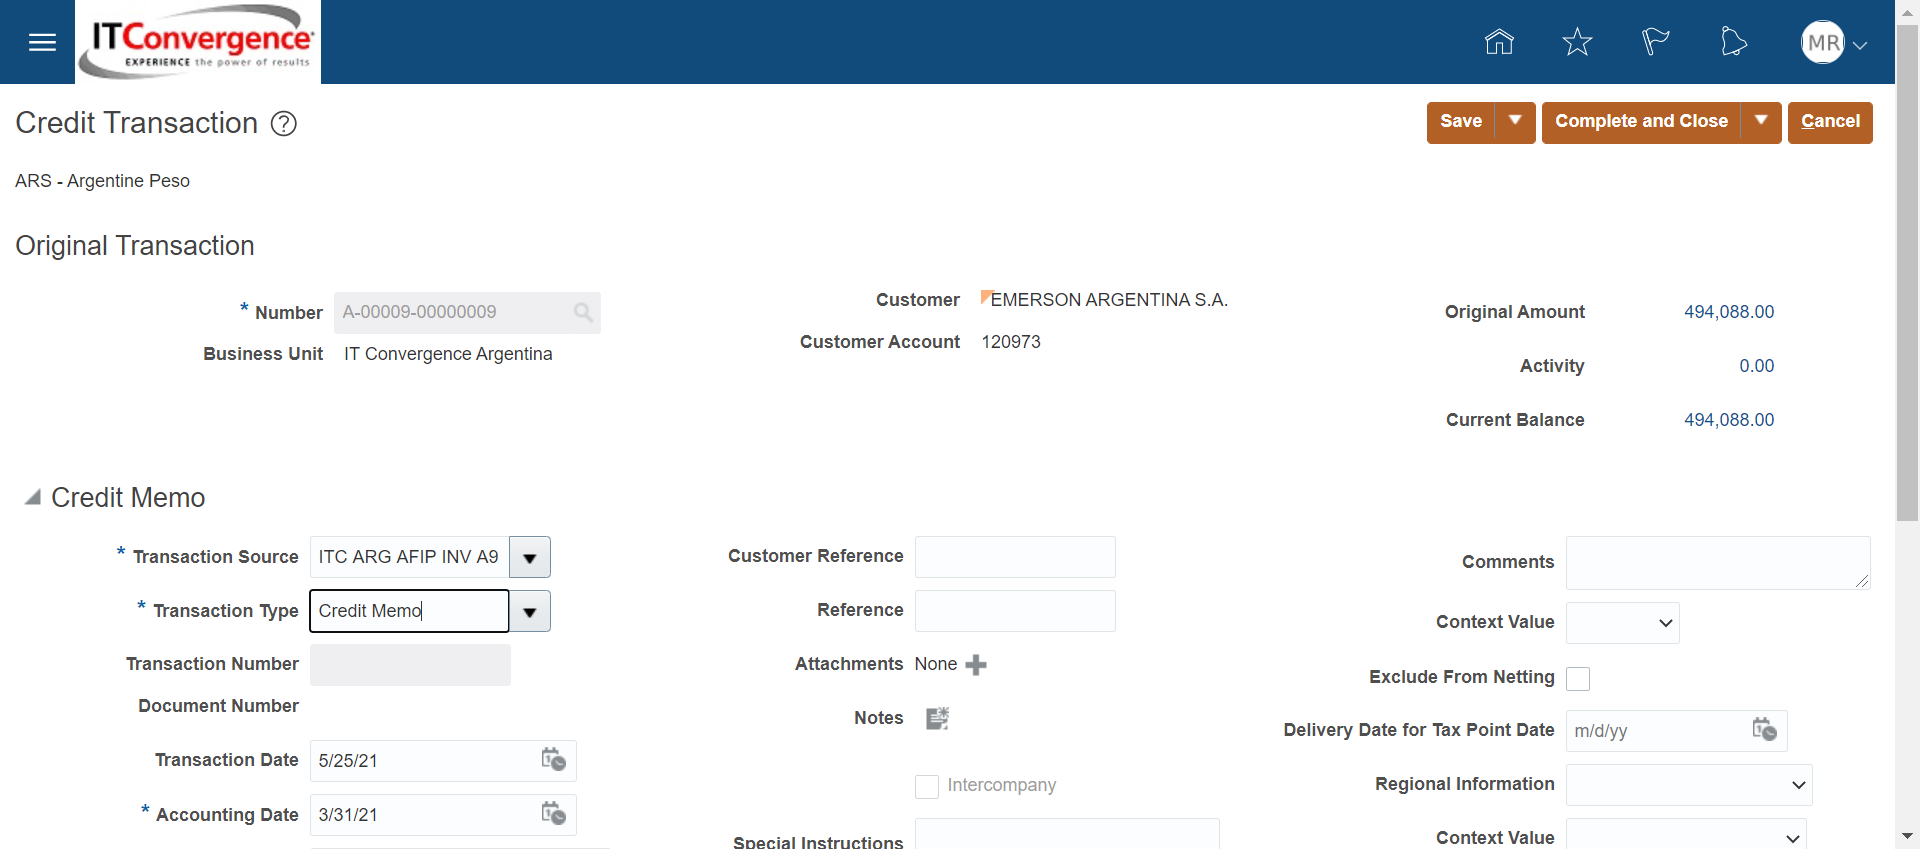 ITConvergence
EXPERIENCE the power of results
MR
Credit Transaction ?
Save
Complete and Close
Cancel
ARS - Argentine Peso
Original Transaction
* Number A-00009-00000009
Business Unit IT Convergence Argentina
Customer EMERSON ARGENTINA S.A.
Customer Account 120973
Original Amount 494,088.00
Activity 0.00
Current Balance 494,088.00
Credit Memo
* Transaction Source ITC ARG AFIP INV A9
* Transaction Type Credit Memo
Transaction Number
Document Number
Transaction Date 5/25/21
* Accounting Date 3/31/21
Customer Reference
Reference
Attachments None
Notes
Intercompany
Special Instructions
Comments
Context Value
Exclude From Netting
Delivery Date for Tax Point Date m/d/yy
Regional Information
Context Value